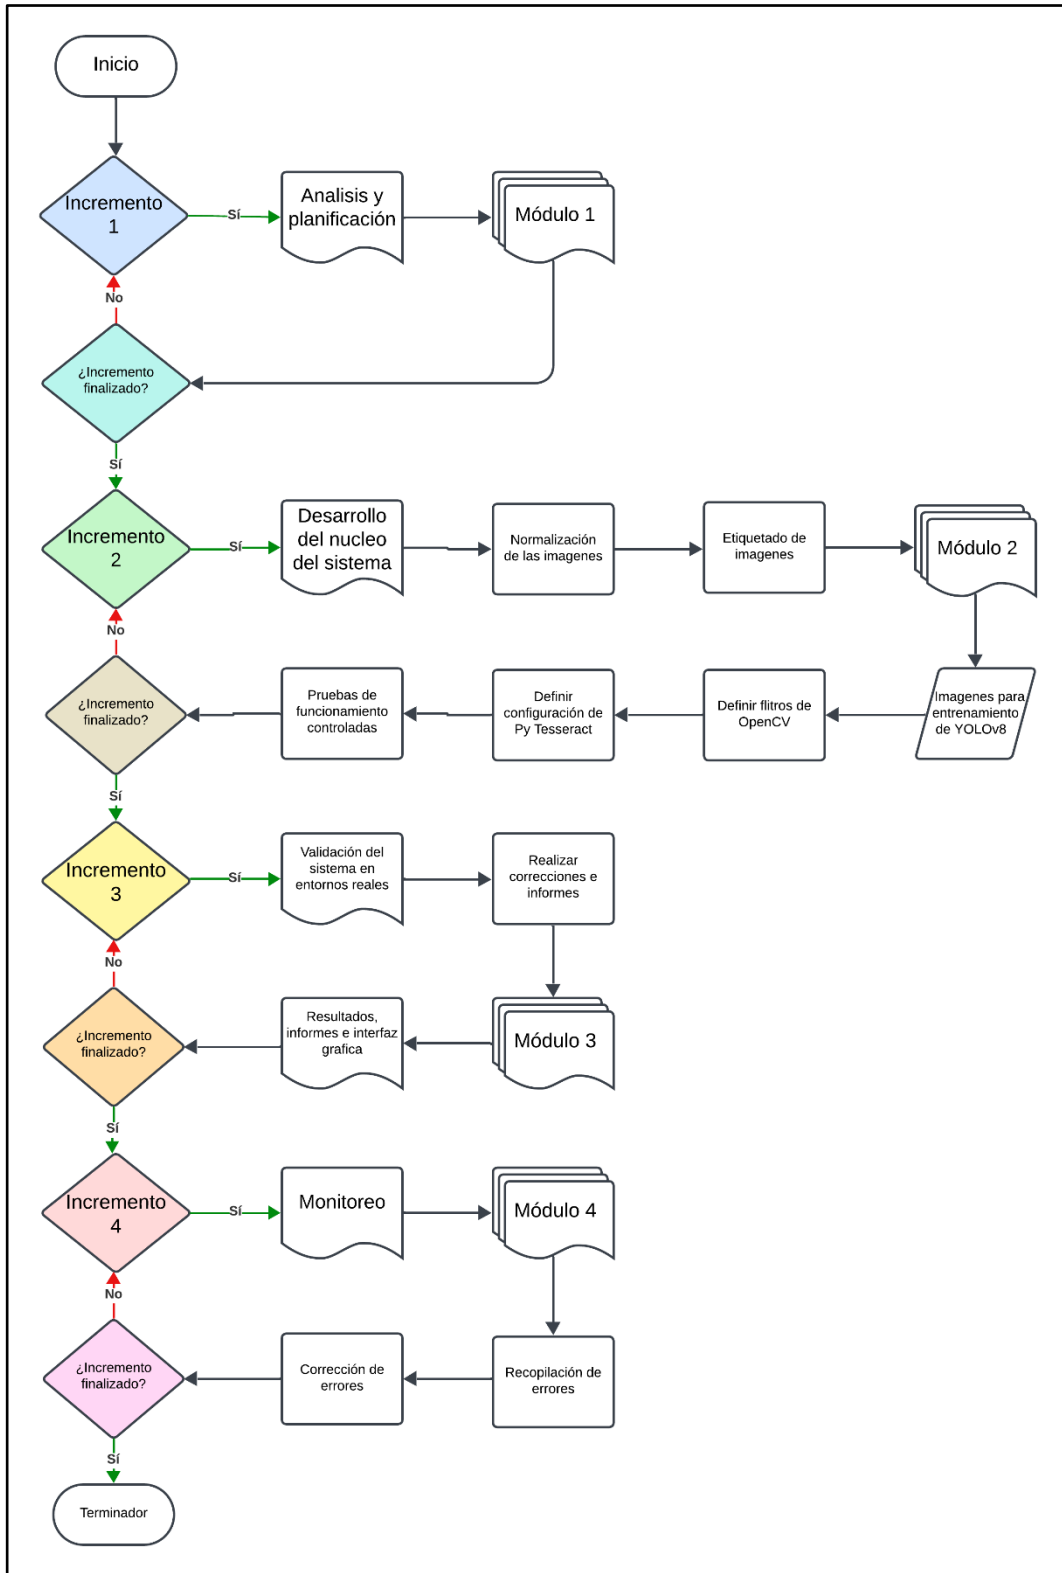 Inicio
Incremento
1
Sí
Analisis y
planificación
Módulo 1
No
¿Incremento
finalizado?
Sí
Incremento
2
Sí
Desarrollo
del nucleo
del sistema
Normalización
de las imagenes
Etiquetado de
imagenes
Módulo 2
No
¿Incremento
finalizado?
Pruebas de
funcionamiento
controladas
Definir
configuración de
Py Tesseract
Definir flitros de
OpenCV
Imagenes para
entrenamiento
de YOLOv8
Sí
Incremento
3
Sí
Validación del
sistema en
entornos reales
Realizar
correcciones e
informes
No
¿Incremento
finalizado?
Resultados,
informes e interfaz
grafica
Módulo 3
Sí
Incremento
4
Sí
Monitoreo
Módulo 4
No
¿Incremento
finalizado?
Corrección de
errores
Recopilación de
errores
Sí
Terminador